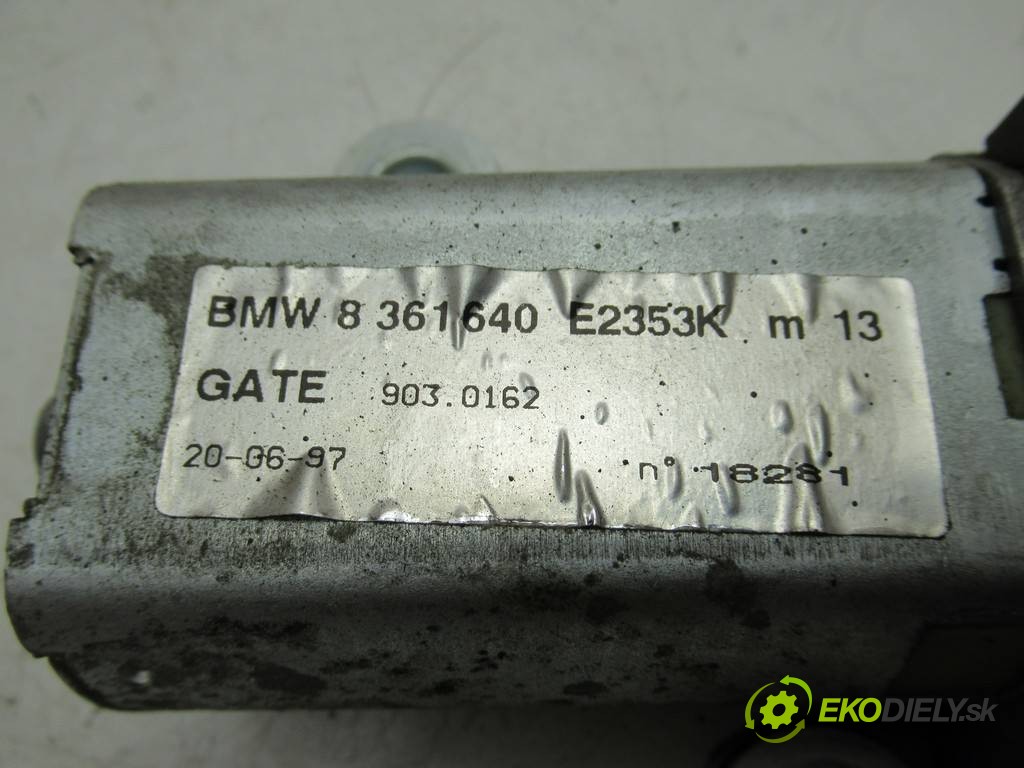 BMW 8 361 640 E2353K m 13
GATE 903.0162
20-06-97 n° 18281
EKODIELY.sk